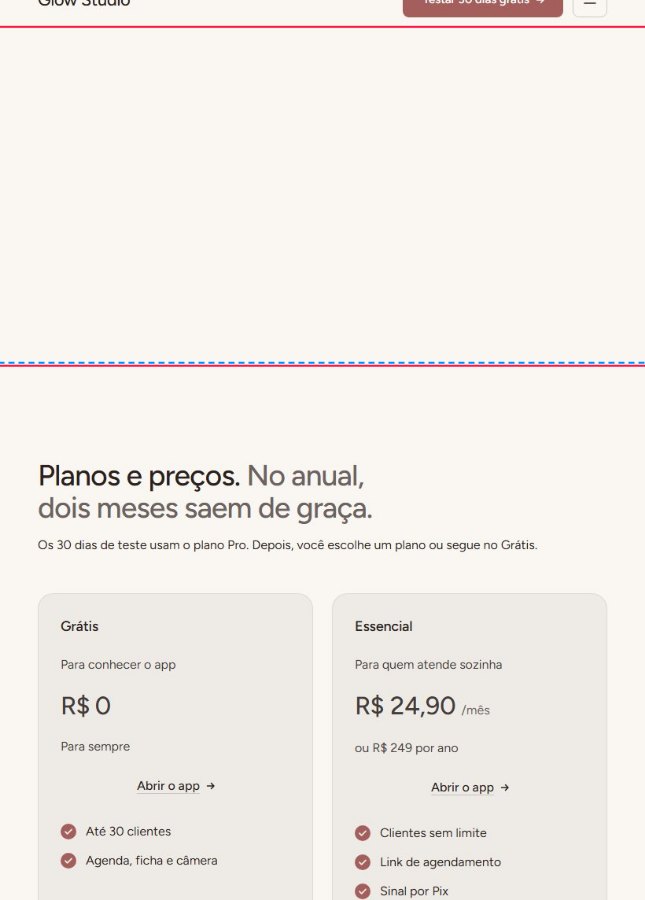 Glow Studio
Testar 30 dias grátis →
Planos e preços. No anual,
dois meses saem de graça.
Os 30 dias de teste usam o plano Pro. Depois, você escolhe um plano ou segue no Grátis.
Grátis
Para conhecer o app
R$ 0
Para sempre
Abrir o app →
Até 30 clientes
Agenda, ficha e câmera
Essencial
Para quem atende sozinha
R$ 24,90 /mês
ou R$ 249 por ano
Abrir o app →
Clientes sem limite
Link de agendamento
Sinal por Pix